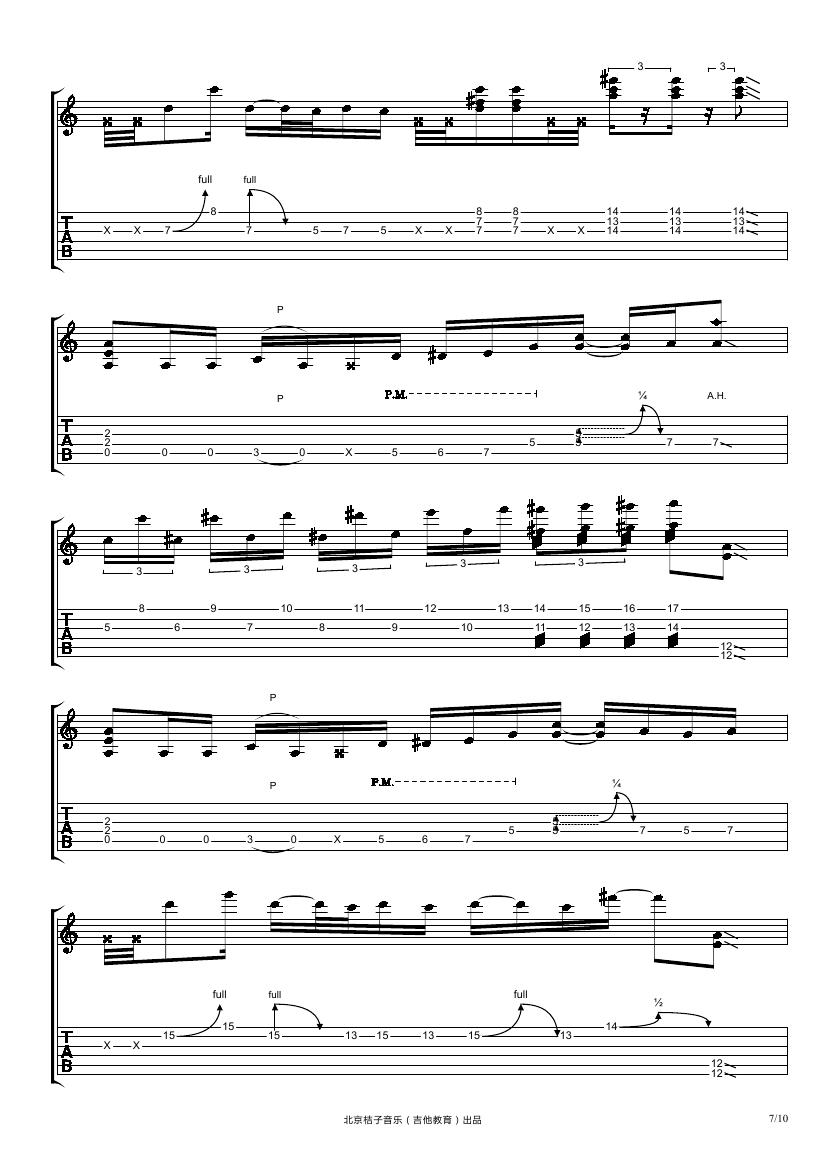 3 3
full full
8 8 8 14 14 14
T 7 7 13 13 13
A X X 7 7 5 7 5 X X 7 7 X X 14 14 14
B
P
P.M. ¼ A.H.
P
T 2
A 2 5 5 7 7
B 0 0 0 3 0 X 5 6 7
3 3 3 3 3
8 9 10 11 12 13 14 15 16 17
T 5 6 7 8 9 10 11 12 13 14
A
B 12
12
P
P.M. ¼
P
T
A 2
2 5 5 7 5 7
B 0 0 0 3 0 X 5 6 7
full full full ½
15 14
T 15 15 13 15 13 15 13
A X X
B 12
12
北京桔子音乐（吉他教育）出品
7/10